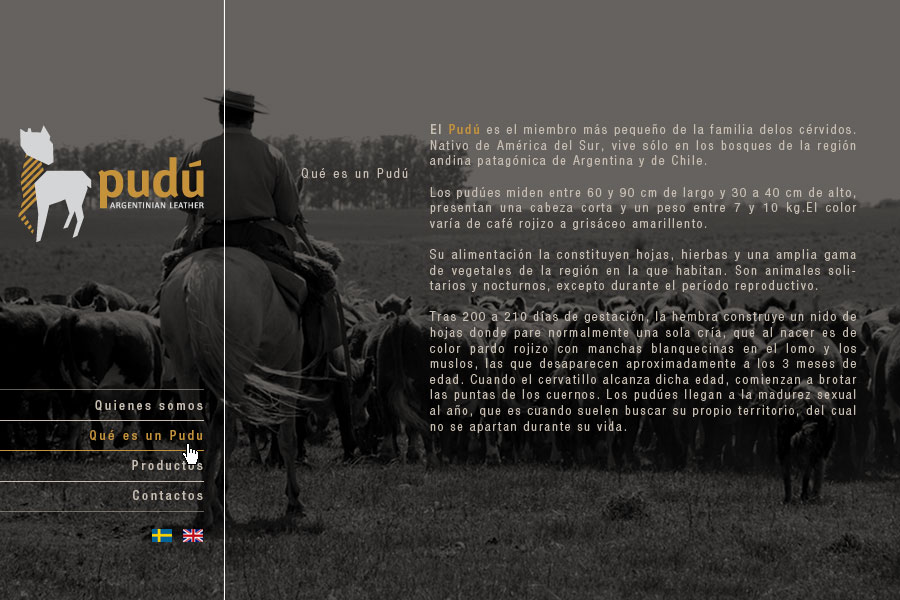 pudú
ARGENTINIAN LEATHER
Quienes somos
Qué es un Pudu
Productos
Contactos
Qué es un Pudú
El Pudú es el miembro más pequeño de la familia delos cérvidos.
Nativo de América del Sur, vive sólo en los bosques de la región
andina patagónica de Argentina y de Chile.
Los pudúes miden entre 60 y 90 cm de largo y 30 a 40 cm de alto,
presentan una cabeza corta y un peso entre 7 y 10 kg.El color
varía de café rojizo a grisáceo amarillento.
Su alimentación la constituyen hojas, hierbas y una amplia gama
de vegetales de la región en la que habitan. Son animales soli-
tarios y nocturnos, excepto durante el período reproductivo.
Tras 200 a 210 días de gestación, la hembra construye un nido de
hojas donde pare normalmente una sola cría, que al nacer es de
color pardo rojizo con manchas blanquecinas en el lomo y los
muslos, las que desaparecen aproximadamente a los 3 meses de
edad. Cuando el cervatillo alcanza dicha edad, comienzan a brotar
las puntas de los cuernos. Los pudúes llegan a la madurez sexual
al año, que es cuando suelen buscar su propio territorio, del cual
no se apartan durante su vida.